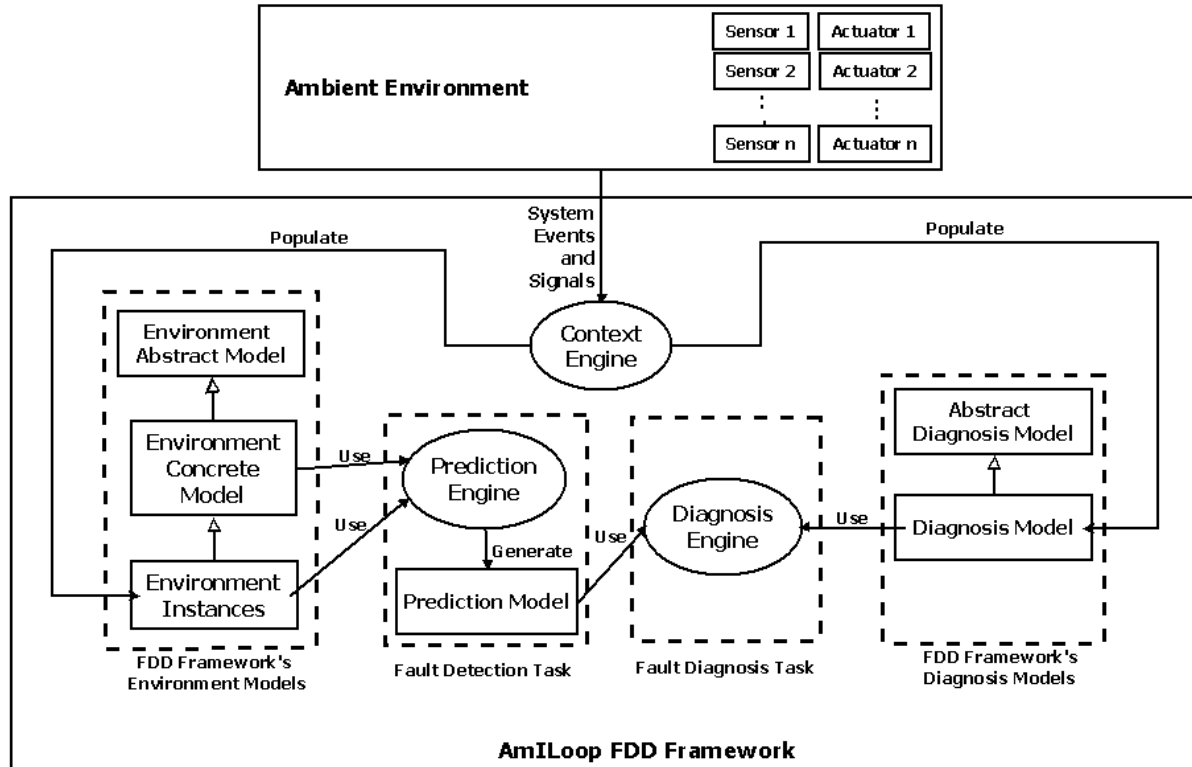 Sensor 1
Actuator 1
Sensor 2
Actuator 2
Ambient Environment
Sensor n
Actuator n
System
Events
and
Signals
Populate
Populate
Context
Engine
Environment
Abstract Model
Abstract
Diagnosis Model
Environment
Concrete
Model
Use
Prediction
Engine
Use
Diagnosis
Engine
Use
Diagnosis Model
Generate
Use
Environment
Instances
Prediction Model
FDD Framework's
Environment Models
Fault Detection Task
Fault Diagnosis Task
FDD Framework's
Diagnosis Models
AmILoop FDD Framework